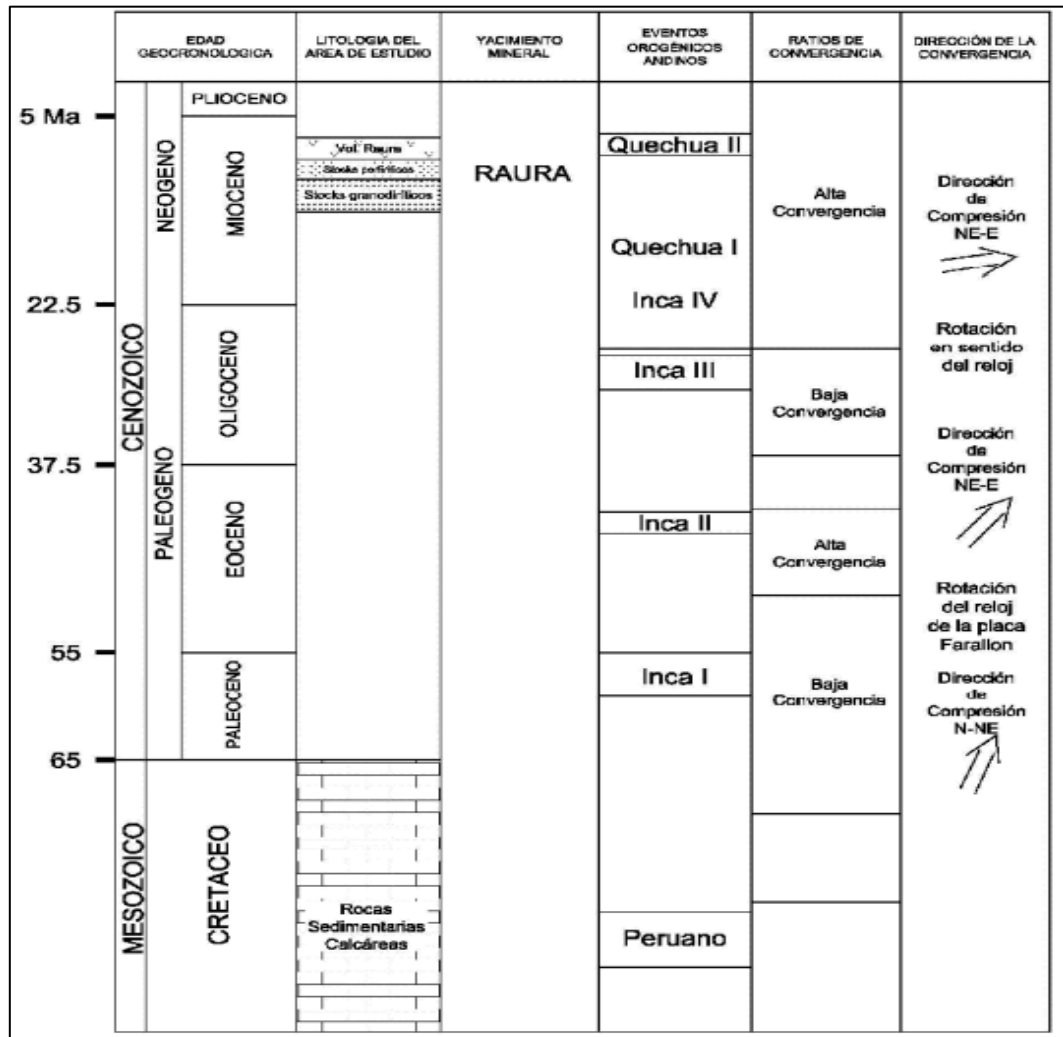 EDAD
GEOCRONOLOGICA
LITOLOGIA DEL
AREA DE ESTUDIO
YACIMIENTO
MINERAL
EVENTOS
OROGÉNICOS
ANDINOS
RATIOS DE
CONVERGENCIA
DIRECCIÓN DE LA
CONVERGENCIA
5 Ma
22.5
37.5
55
65
CENOZOICO
MESOZOICO
NEOGENO
PALEOGENO
PLIOCENO
MIOCENO
OLIGOCENO
EOCENO
PALEOCENO
CRETACEO
Vol. Raura
Stocks porfiríticos
Stocks granodiríticos
Rocas
Sedimentarias
Calcáreas
RAURA
Quechua II
Quechua I
Inca IV
Inca III
Inca II
Inca I
Peruano
Alta
Convergencia
Baja
Convergencia
Alta
Convergencia
Baja
Convergencia
Dirección
de
Compresión
NE-E
Rotación
en sentido
del reloj
Dirección
de
Compresión
NE-E
Rotación
del reloj
de la placa
Farallon
Dirección
de
Compresión
N-NE